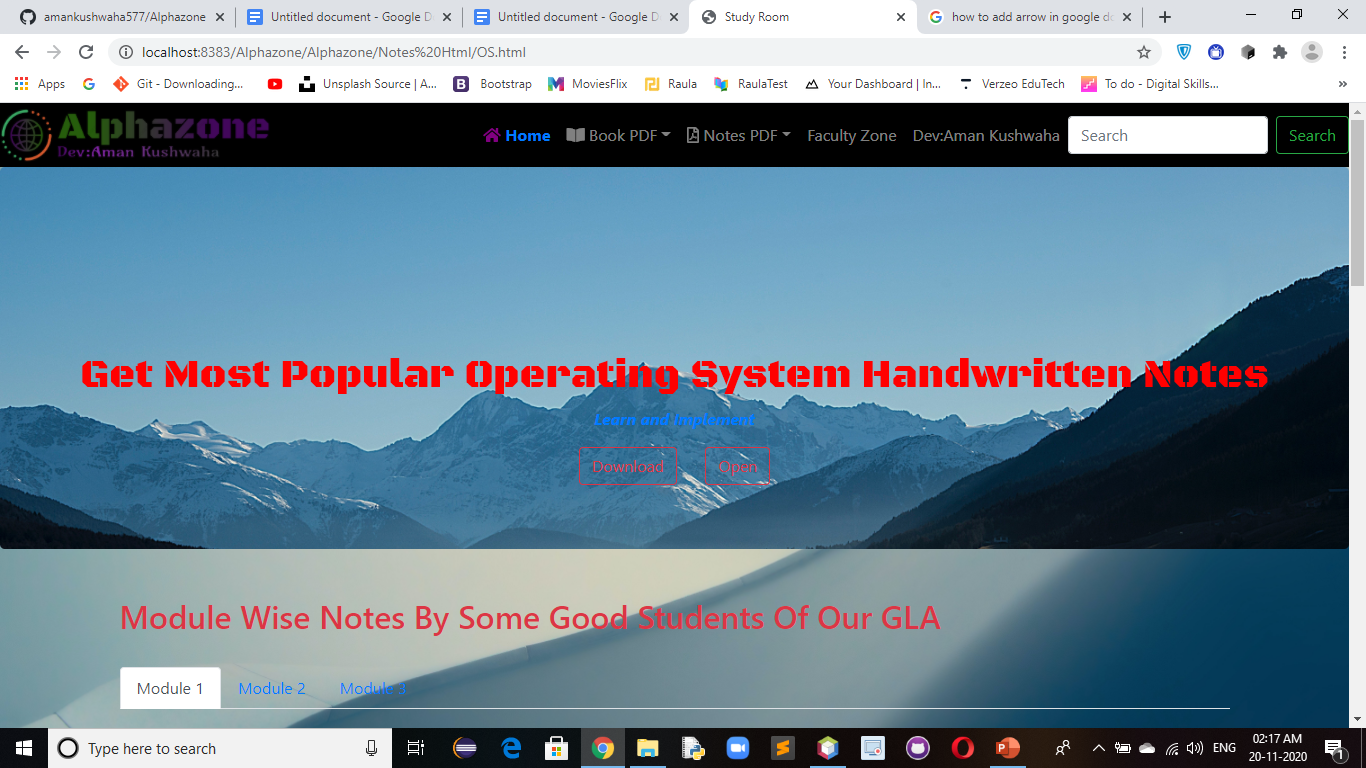 amankushwaha577/Alphazone
Untitled document - Google D
Untitled document - Google D
Study Room
how to add arrow in google do
localhost:8383/Alphazone/Alphazone/Notes%20Html/OS.html
Apps
Git - Downloading...
Unsplash Source | A...
Bootstrap
MoviesFlix
Raula
RaulaTest
Your Dashboard | In...
Verzeo EduTech
To do - Digital Skills...
»
Alphazone
Dev:Aman Kushwaha
Home
Book PDF
Notes PDF
Faculty Zone
Dev:Aman Kushwaha
Search
Search
Get Most Popular Operating System Handwritten Notes
Learn and Implement
Download
Open
Module Wise Notes By Some Good Students Of Our GLA
Module 1
Module 2
Module 3
Type here to search
ENG
02:17 AM
20-11-2020
1